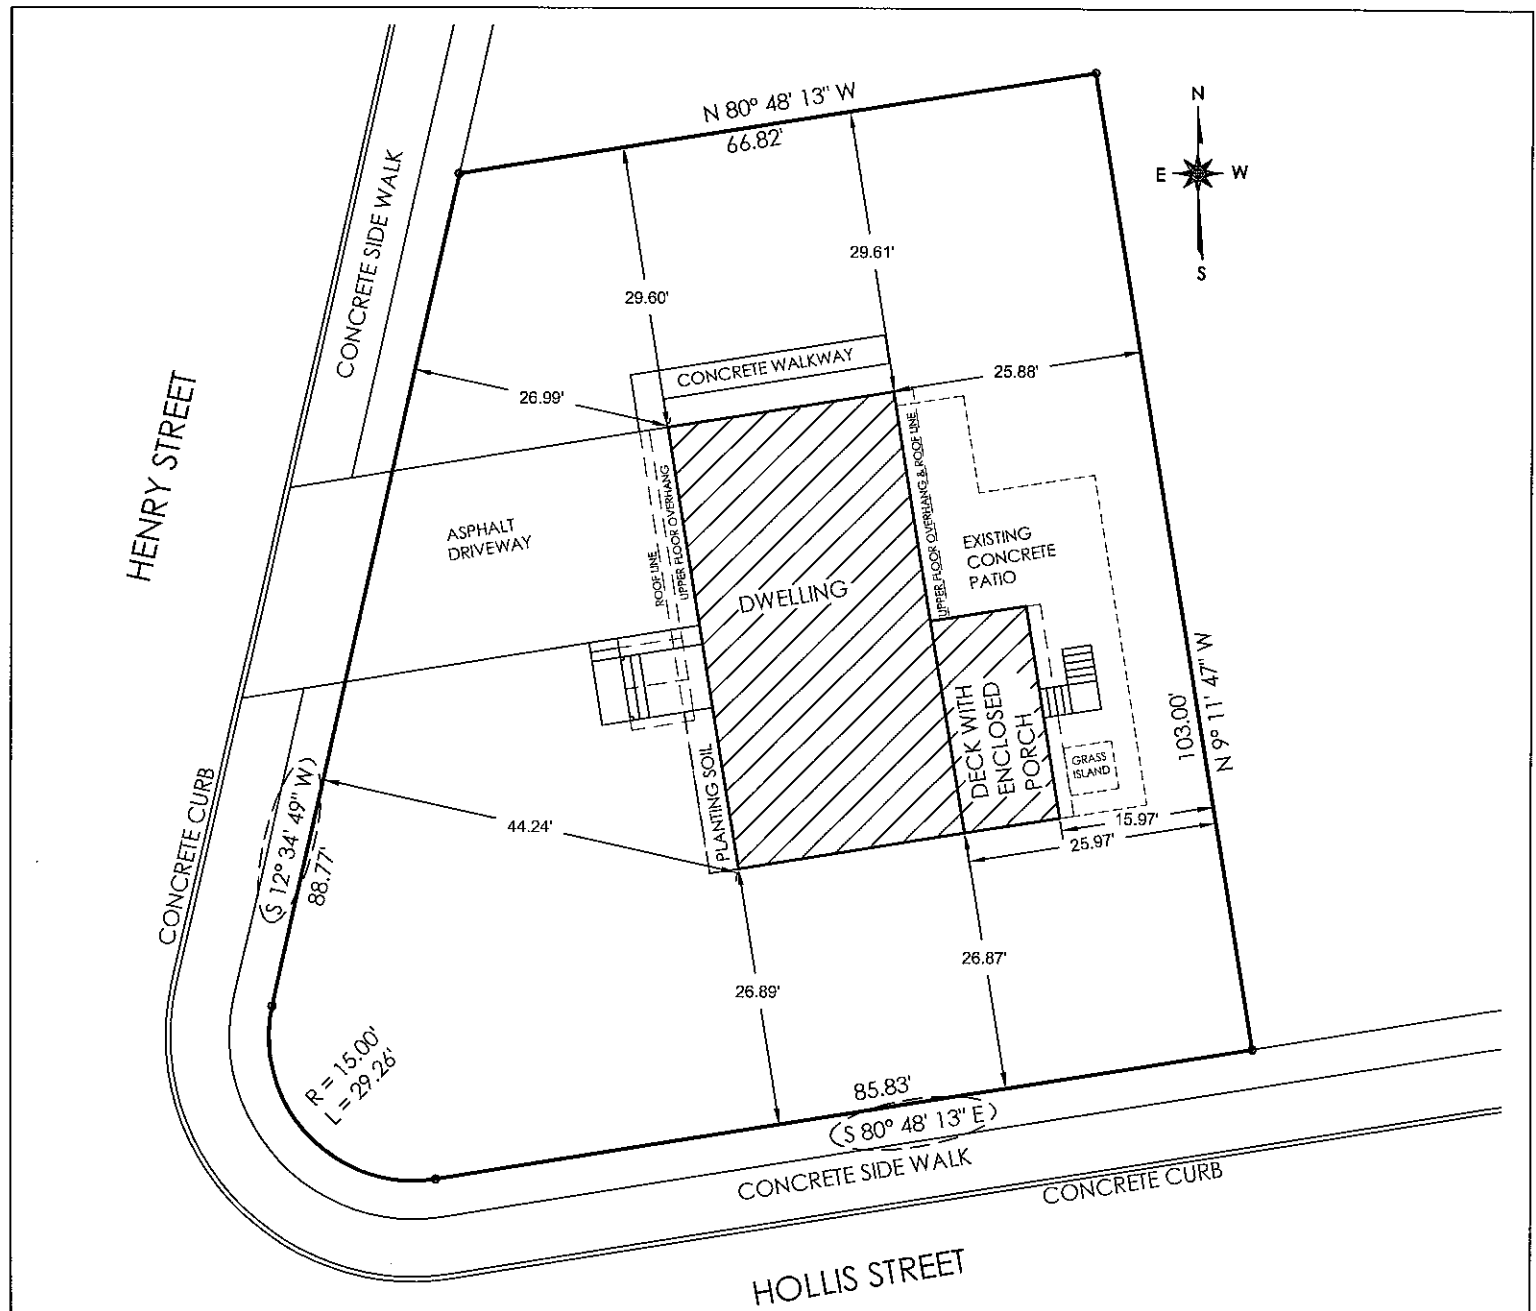 N 80° 48' 13" W
66.82'
N
E
W
S
CONCRETE SIDE WALK
29.61'
29.60'
CONCRETE WALKWAY
25.88'
26.99'
HENRY STREET
ASPHALT
DRIVEWAY
ROOF LINE
UPPER FLOOR OVERHANG
UPPER FLOOR OVERHANG & ROOF LINE
EXISTING
CONCRETE
PATIO
DWELLING
103.00'
N 9° 11' 47" W
DECK WITH
ENCLOSED
PORCH
GRASS
ISLAND
PLANTING SOIL
(S 12° 34' 49" W)
88.77'
CONCRETE CURB
44.24'
15.97'
25.97'
26.87'
26.89'
R = 15.00'
L = 29.26'
85.83'
(S 80° 48' 13" E)
CONCRETE SIDE WALK
CONCRETE CURB
HOLLIS STREET